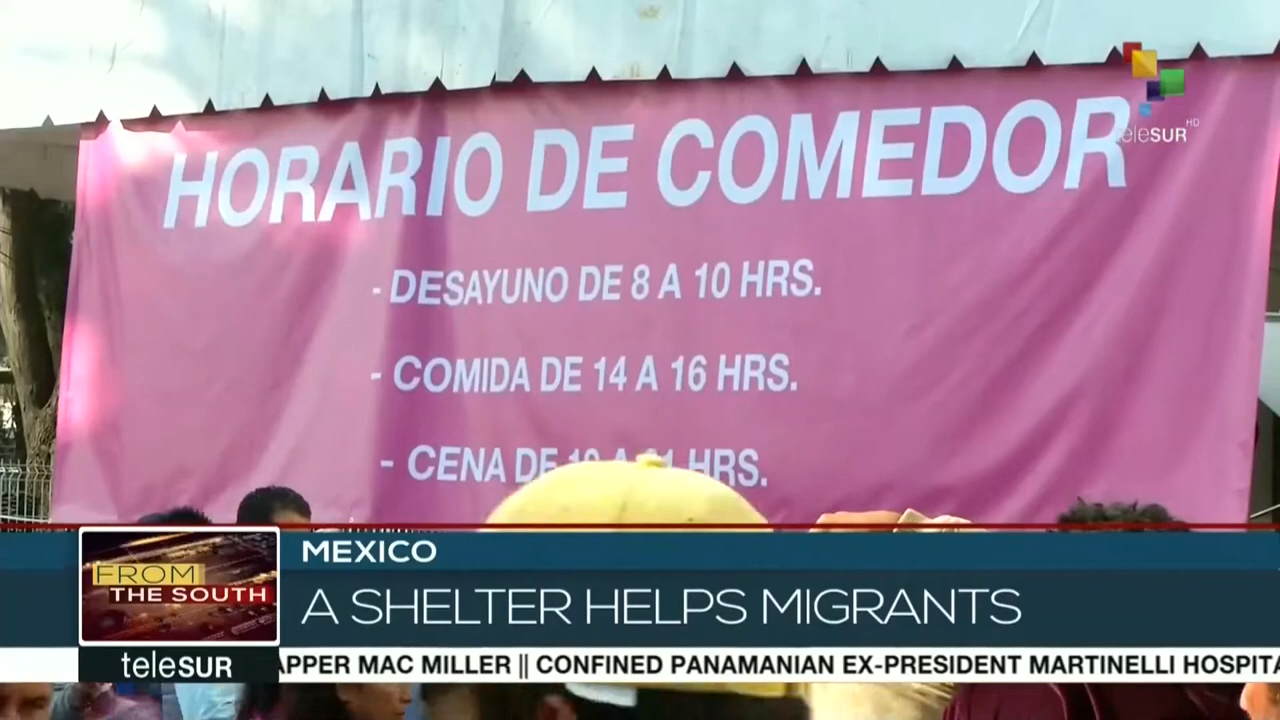 HORARIO DE COMEDOR
teleSUR HD
- DESAYUNO DE 8 A 10 HRS.
- COMIDA DE 14 A 16 HRS.
- CENA DE A HRS.
MEXICO
FROM
THE SOUTH
A SHELTER HELPS MIGRANTS
teleSUR
APPER MAC MILLER || CONFINED PANAMANIAN EX-PRESIDENT MARTINELLI HOSPITA